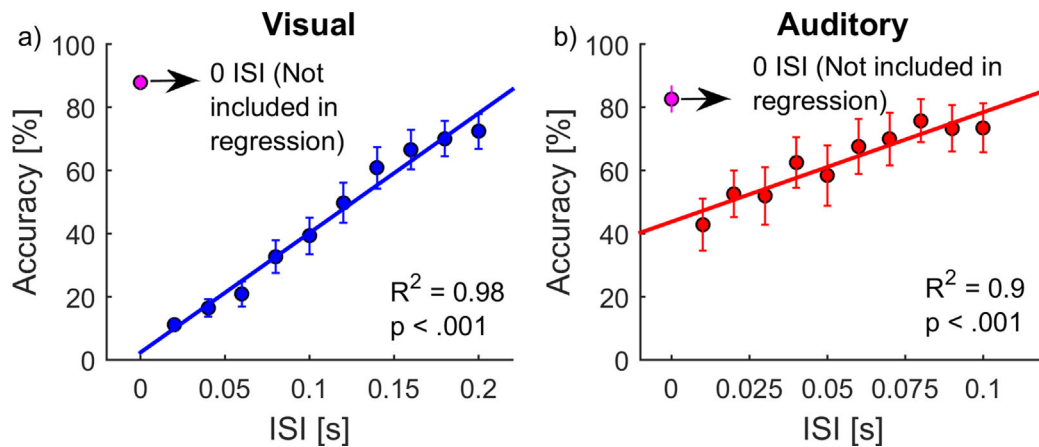 a)
Visual
Accuracy [%]
100
80
60
40
20
0
0 ISI (Not
included in
regression)
R² = 0.98
p < .001
0 0.05 0.1 0.15 0.2
ISI [s]
b)
Auditory
Accuracy [%]
100
80
60
40
20
0
0 ISI (Not included in
regression)
R² = 0.9
p < .001
0 0.025 0.05 0.075 0.1
ISI [s]